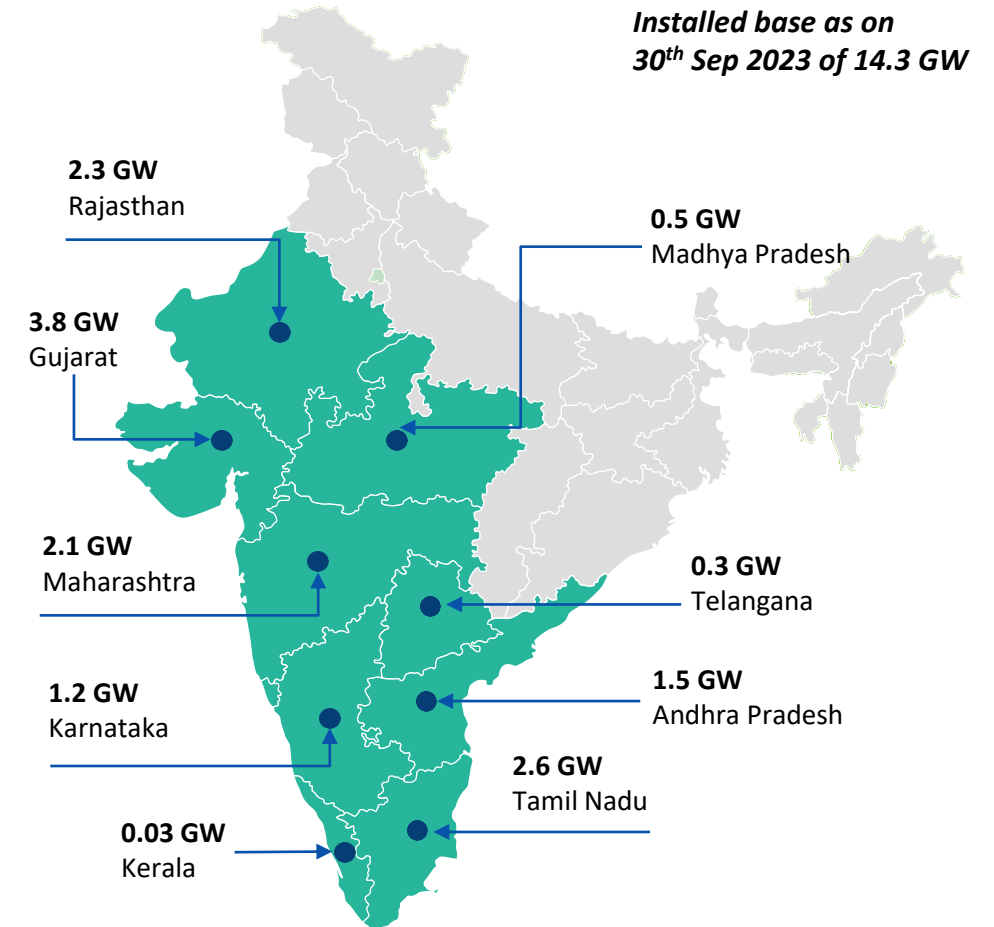 Installed base as on
30th Sep 2023 of 14.3 GW
2.3 GW
Rajasthan
0.5 GW
Madhya Pradesh
3.8 GW
Gujarat
2.1 GW
Maharashtra
0.3 GW
Telangana
1.2 GW
Karnataka
1.5 GW
Andhra Pradesh
2.6 GW
Tamil Nadu
0.03 GW
Kerala